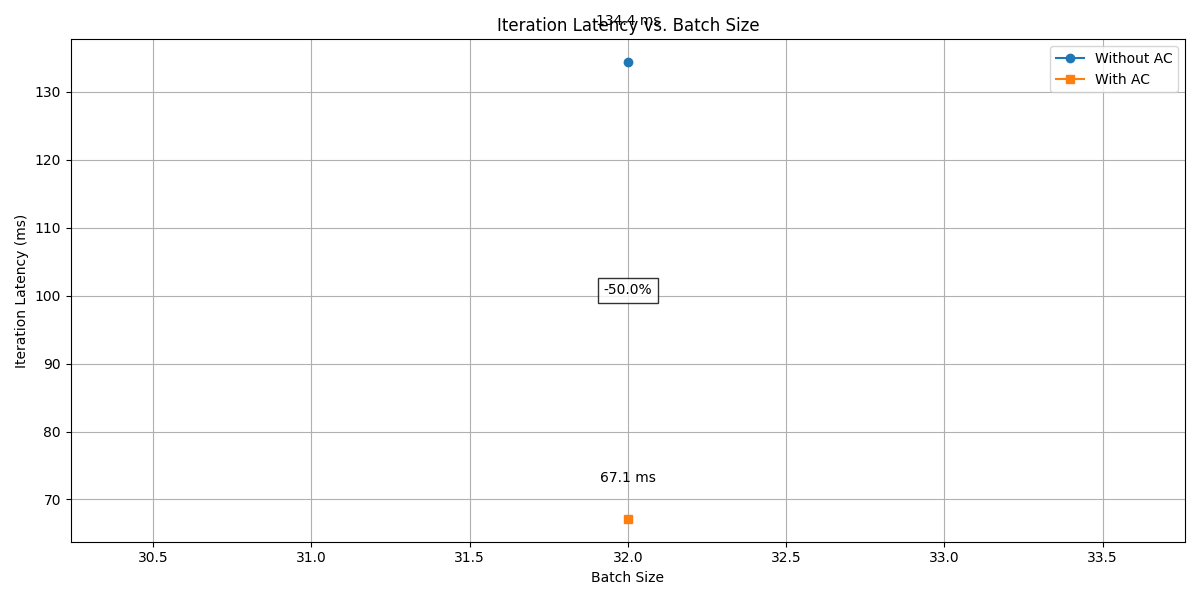 134.4 ms
Iteration Latency vs. Batch Size
Without AC
With AC
130
120
110
100
90
80
70
Iteration Latency (ms)
-50.0%
67.1 ms
30.5
31.0
31.5
32.0
32.5
33.0
33.5
Batch Size